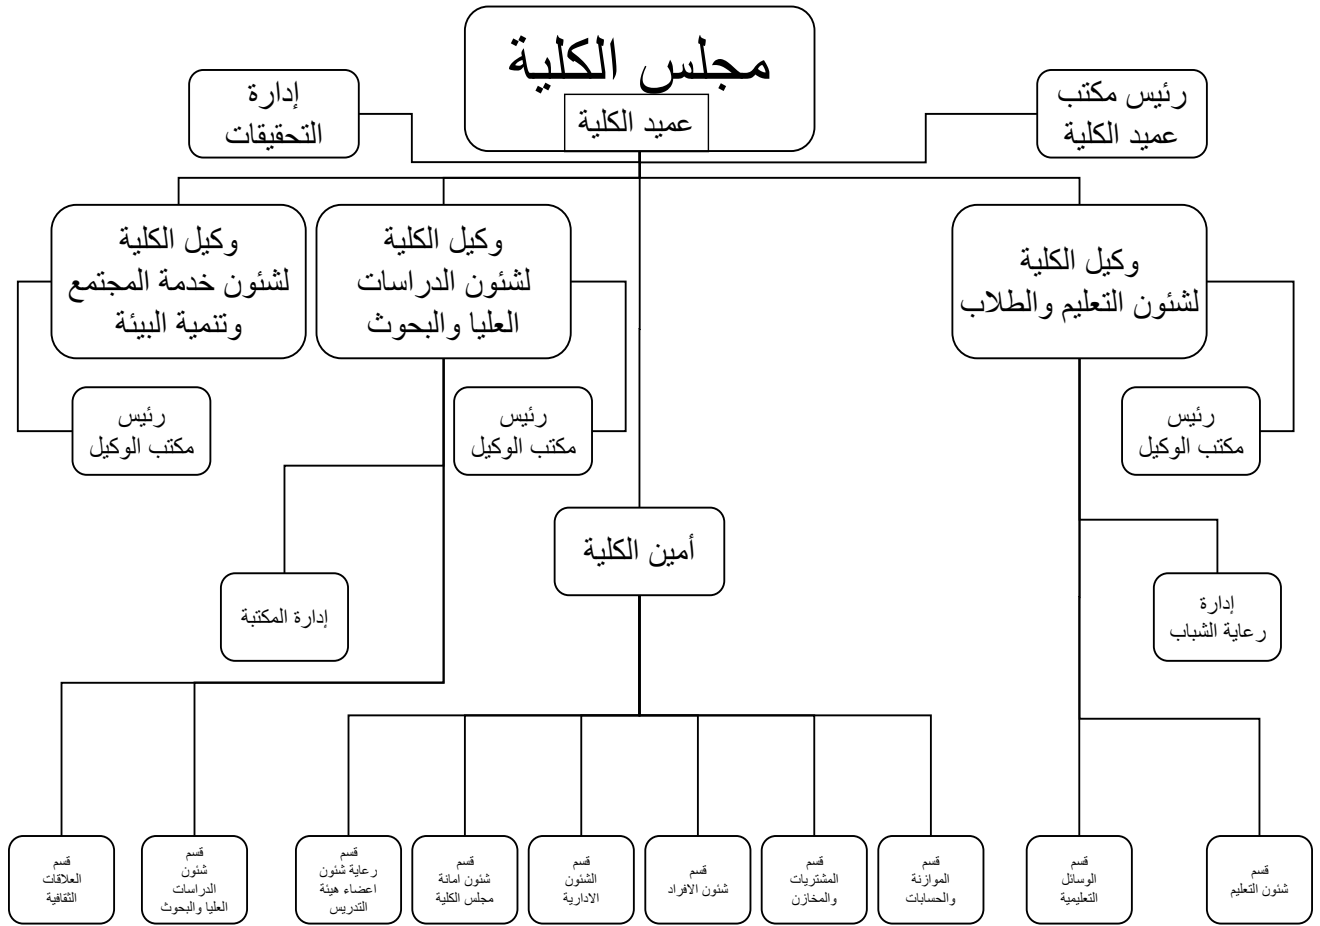 مجلس الكلية
عميد الكلية
رئيس مكتب
عميد الكلية
إدارة
التحقيقات
وكيل الكلية
لشئون التعليم والطلاب
وكيل الكلية
لشئون الدراسات
العليا والبحوث
وكيل الكلية
لشئون خدمة المجتمع
وتنمية البيئة
رئيس
مكتب الوكيل
رئيس
مكتب الوكيل
رئيس
مكتب الوكيل
أمين الكلية
إدارة
رعاية الشباب
إدارة المكتبة
قسم
شئون التعليم
قسم
الوسائل
التعليمية
قسم
الموازنة
والحسابات
قسم
المشتريات
والمخازن
قسم
شئون الافراد
قسم
الشئون
الادارية
قسم
شئون امانة
مجلس الكلية
قسم
رعاية شئون
اعضاء هيئة
التدريس
قسم
شئون
الدراسات
العليا والبحوث
قسم
العلاقات
الثقافية